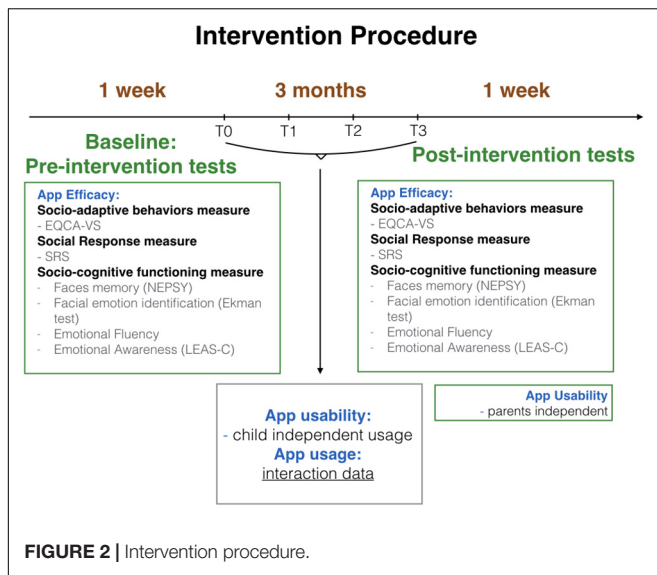 Intervention Procedure
1 week
3 months
1 week
T0
T1
T2
T3
Baseline:
Pre-intervention tests
App Efficacy:
Socio-adaptive behaviors measure
- EQCA-VS
Social Response measure
- SRS
Socio-cognitive functioning measure
- Faces memory (NEPSY)
- Facial emotion identification (Ekman
test)
- Emotional Fluency
- Emotional Awareness (LEAS-C)
Post-intervention tests
App Efficacy:
Socio-adaptive behaviors measure
- EQCA-VS
Social Response measure
- SRS
Socio-cognitive functioning measure
- Faces memory (NEPSY)
- Facial emotion identification (Ekman
test)
- Emotional Fluency
- Emotional Awareness (LEAS-C)
App usability:
- child independent usage
App usage:
interaction data
App Usability
- parents independent
FIGURE 2 | Intervention procedure.